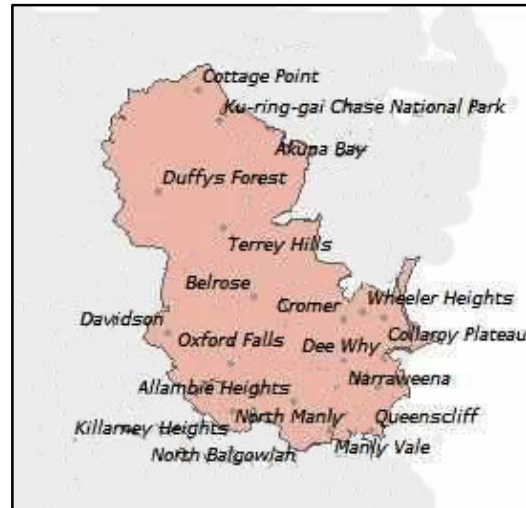 Cottage Point
Ku-ring-gai Chase National Park
Akuna Bay
Duffys Forest
Terrey Hills
Belrose
Cromer
Wheeler Heights
Davidson
Oxford Falls
Dee Why
Collaroy Plateau
Allambie Heights
Narraweena
Killarney Heights
North Manly
Queenscliff
North Balgowlah
Manly Vale